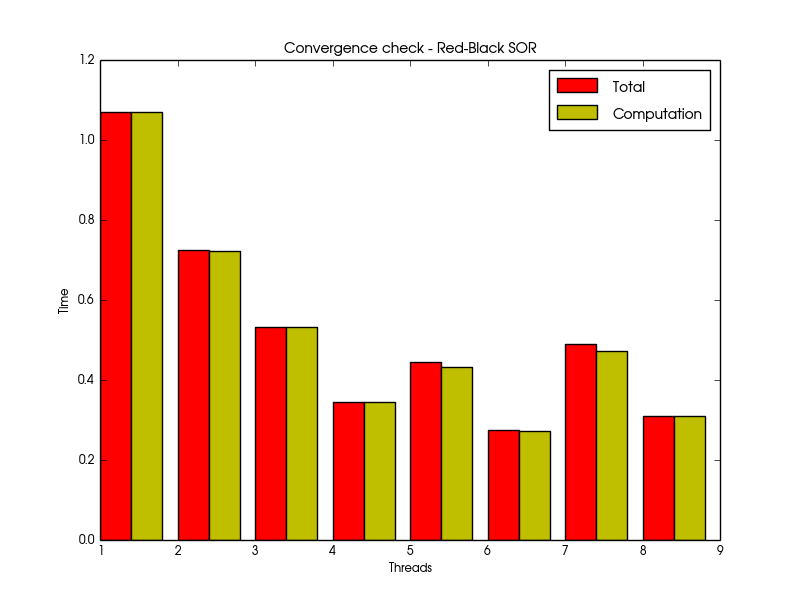 Convergence check - Red-Black SOR
Total
Computation
1.2
1.0
0.8
0.6
0.4
0.2
0.0
Time
1 2 3 4 5 6 7 8 9
Threads